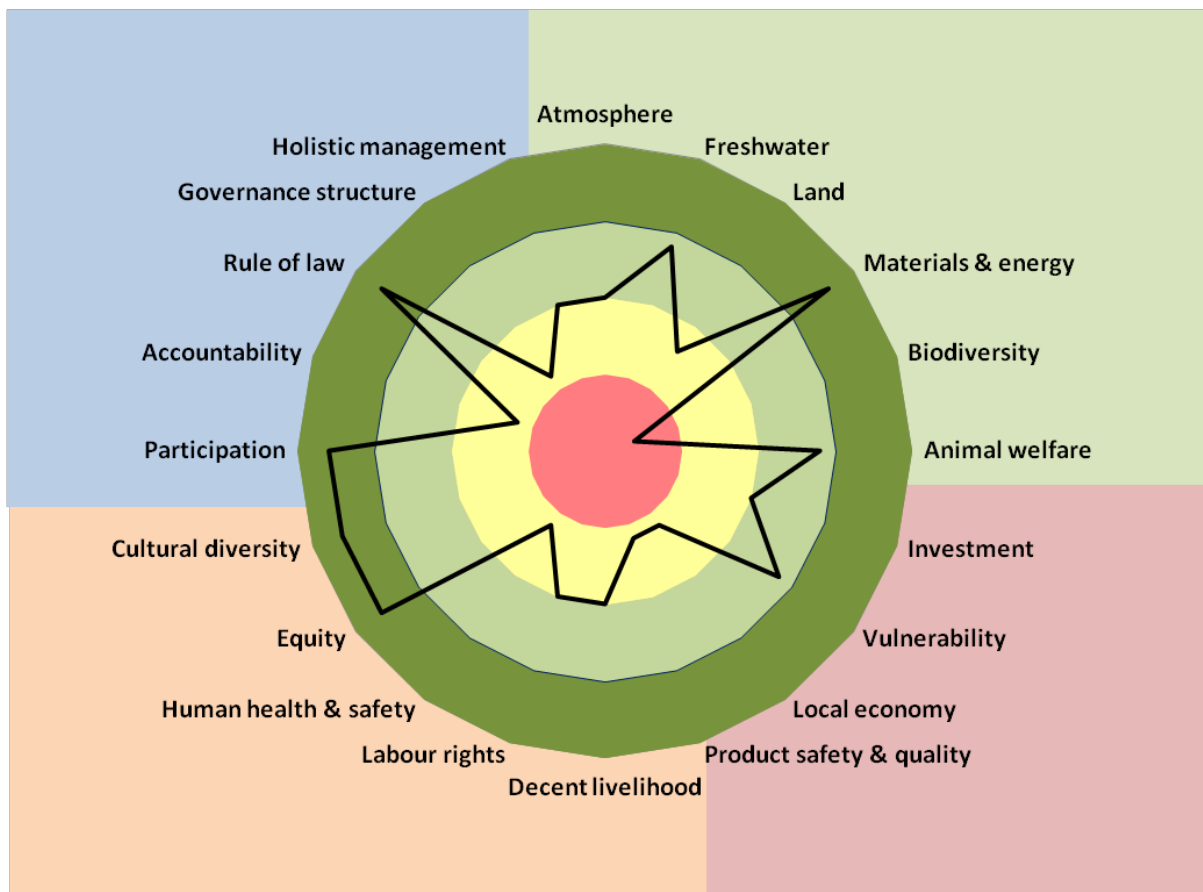 Atmosphere
Holistic management
Freshwater
Governance structure
Land
Rule of law
Materials & energy
Accountability
Biodiversity
Participation
Animal welfare
Cultural diversity
Investment
Equity
Vulnerability
Human health & safety
Local economy
Labour rights
Product safety & quality
Decent livelihood